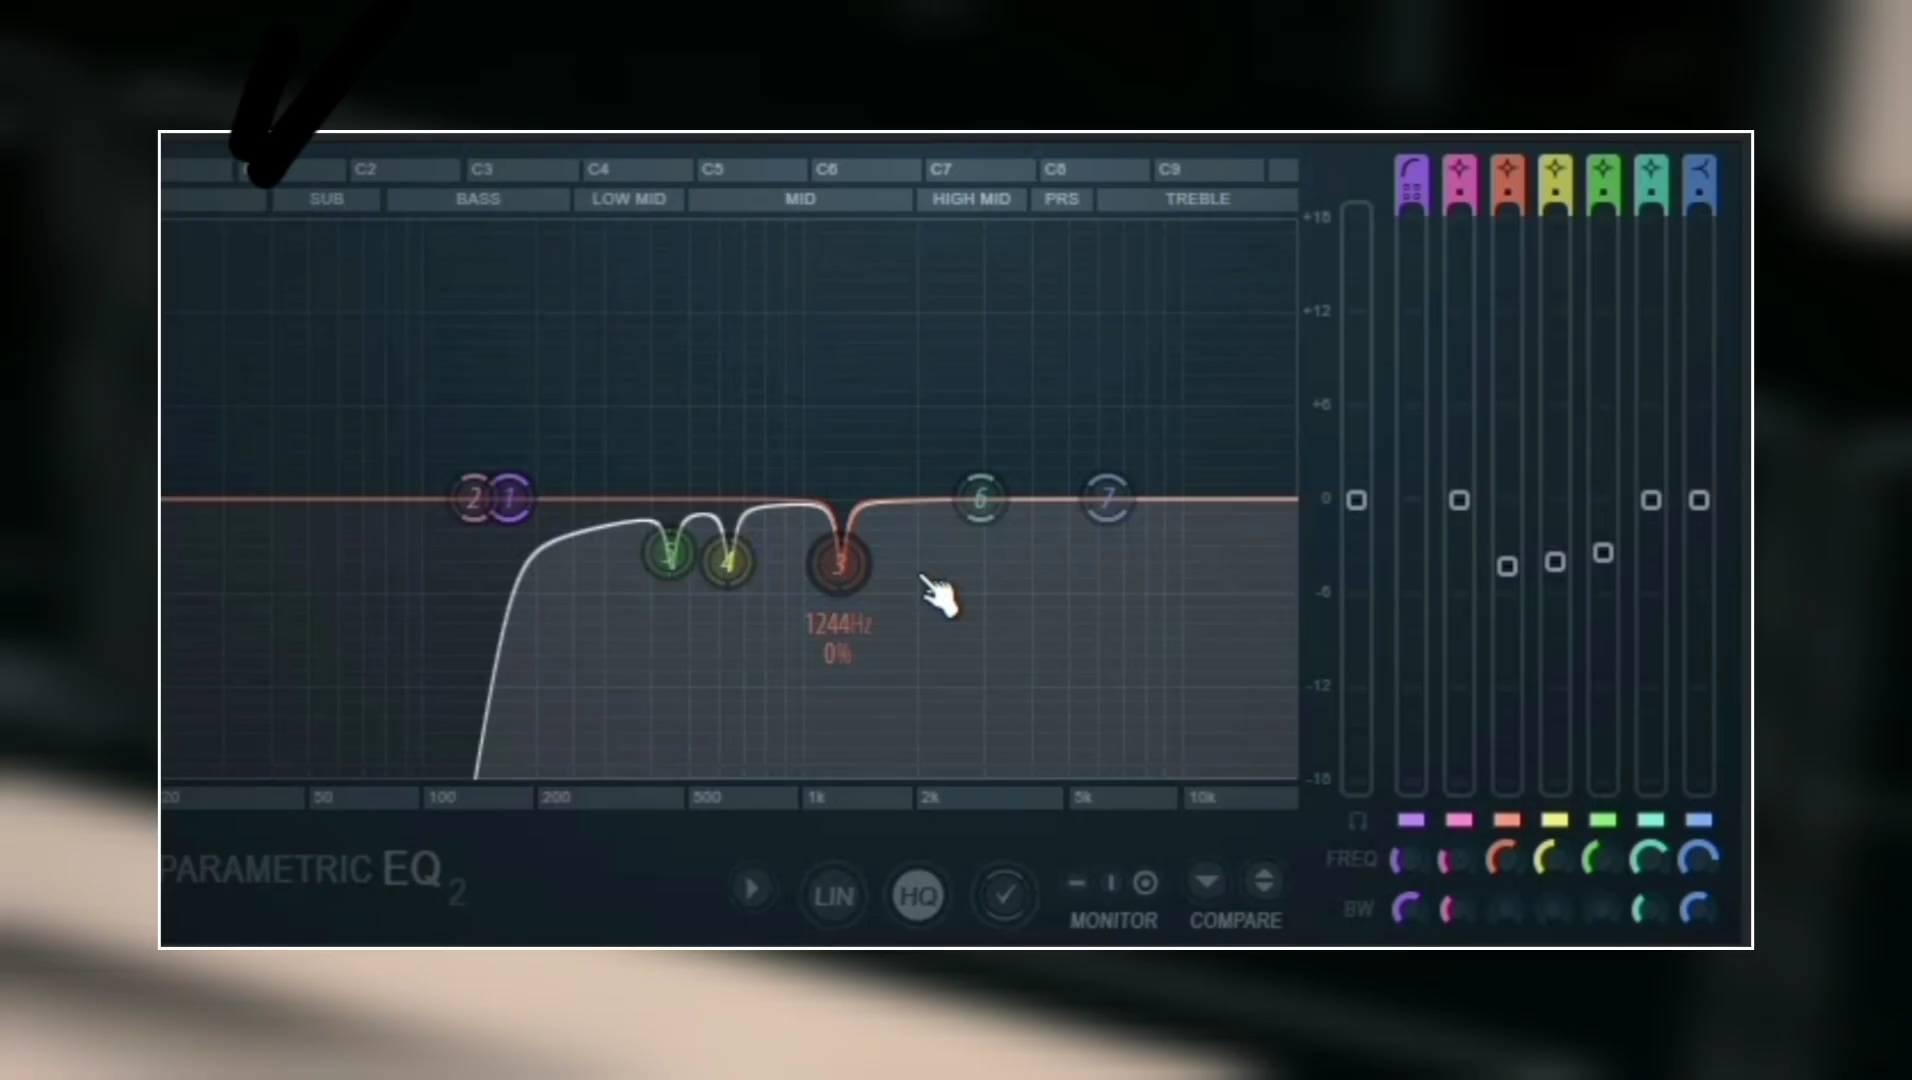 C2 C3 C4 C5 C6 C7 C8 C9
SUB BASS LOW MID MID HIGH MID PRS TREBLE
+18
+12
+6
2 1 6 7 0
5 4 3
-6
1244Hz
0%
-12
-18
20 50 100 200 500 1k 2k 5k 10k
PARAMETRIC EQ 2
LIN HQ
MONITOR COMPARE
FREQ
BW